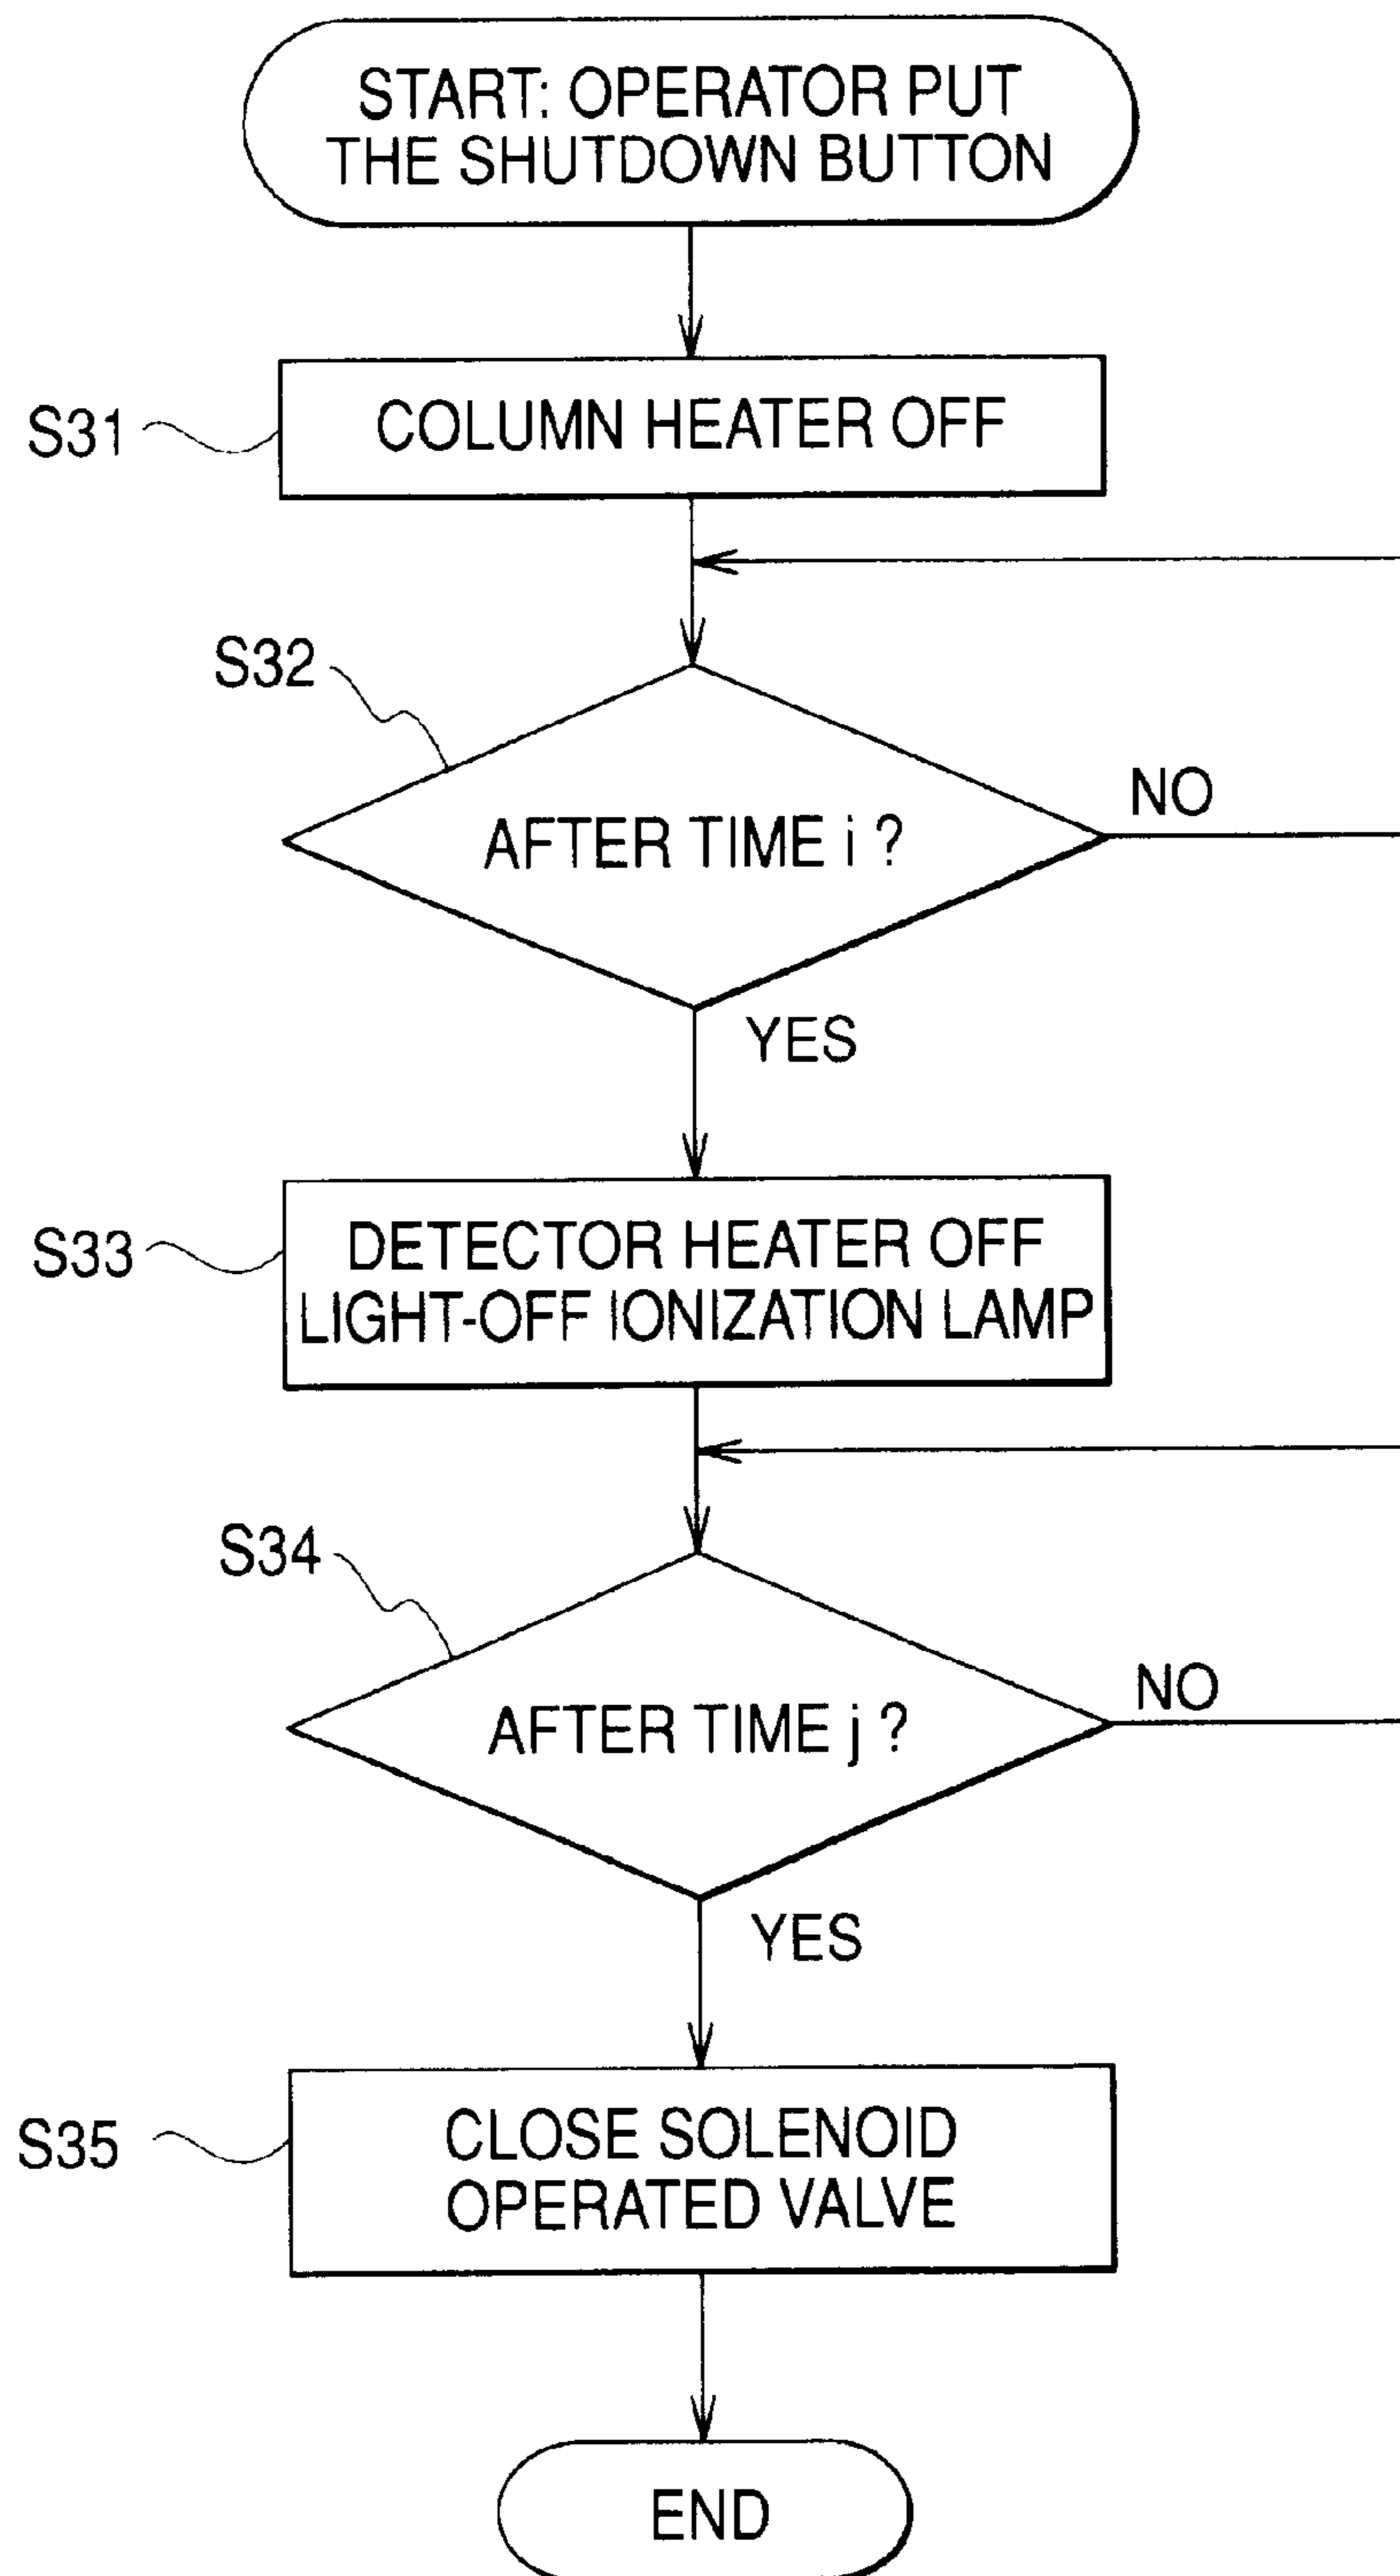 START: OPERATOR PUT
THE SHUTDOWN BUTTON
S31
COLUMN HEATER OFF
S32
AFTER TIME i ?
NO
YES
S33
DETECTOR HEATER OFF
LIGHT-OFF IONIZATION LAMP
S34
AFTER TIME j ?
NO
YES
S35
CLOSE SOLENOID
OPERATED VALVE
END